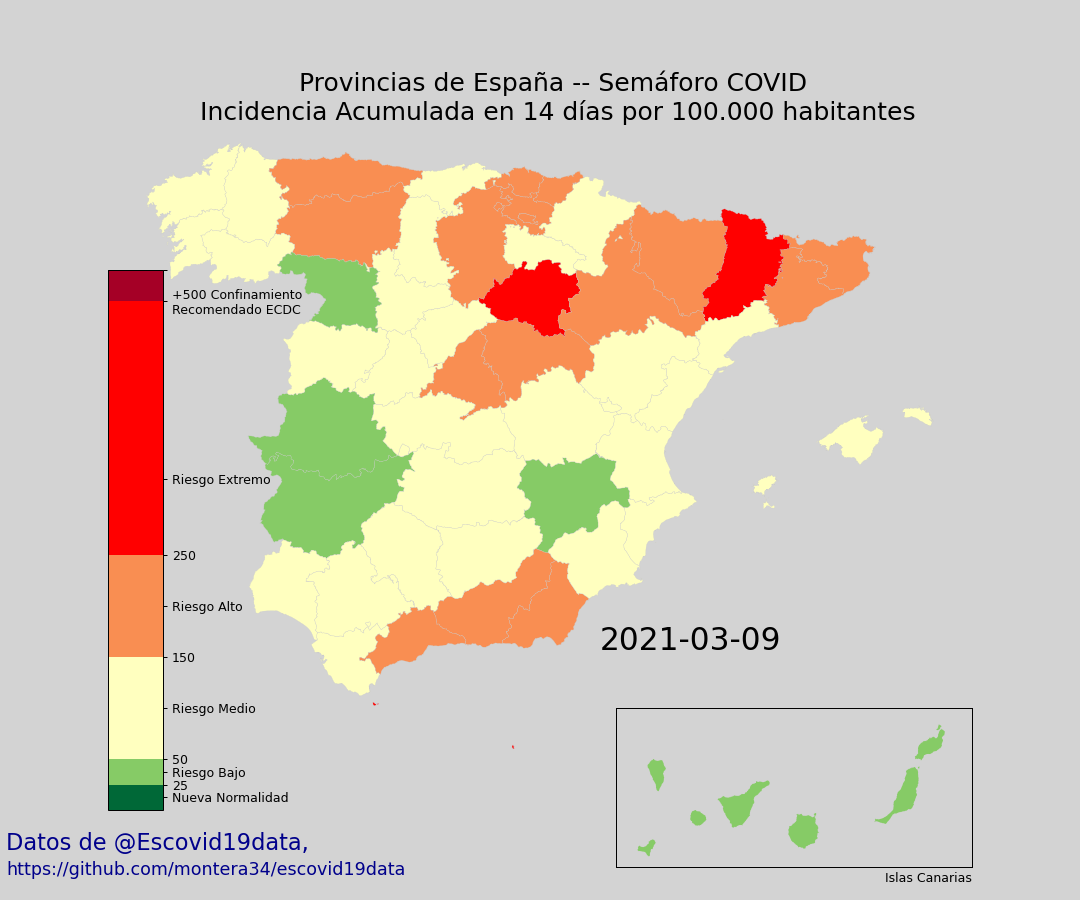 Provincias de España -- Semáforo COVID
Incidencia Acumulada en 14 días por 100.000 habitantes
+500 Confinamiento
Recomendado ECDC
Riesgo Extremo
250
Riesgo Alto
150
Riesgo Medio
50
Riesgo Bajo
25
Nueva Normalidad
2021-03-09
Islas Canarias
Datos de @Escovid19data,
https://github.com/montera34/escovid19data